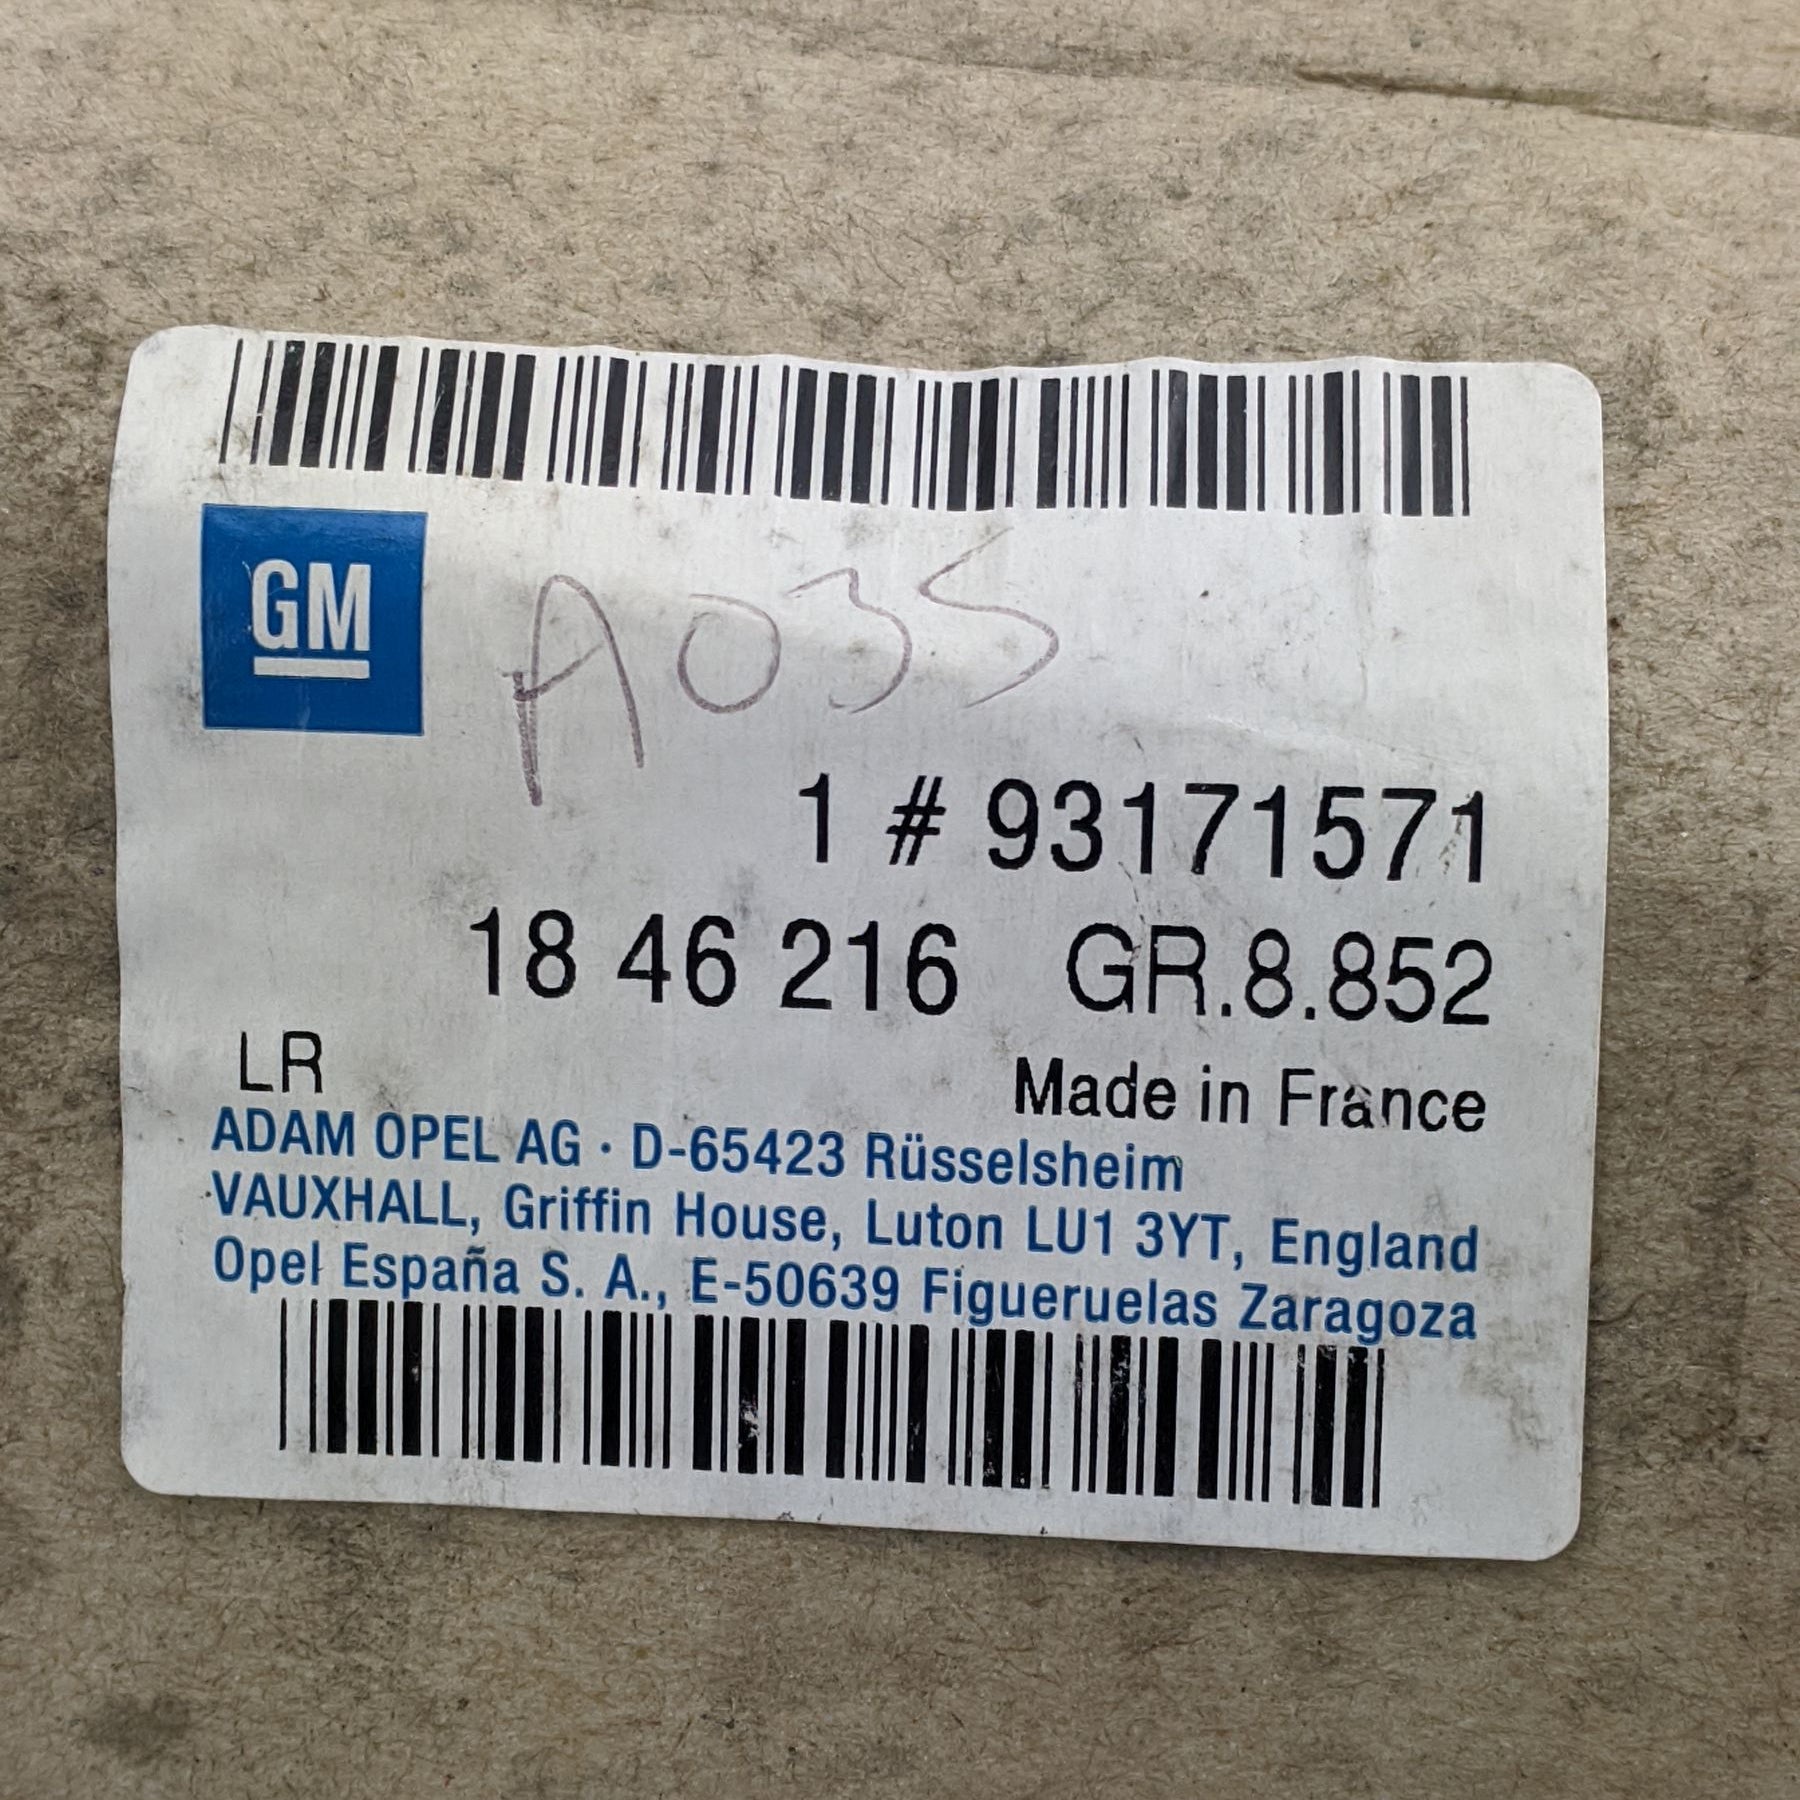 GM
A035
1 # 93171571
18 46 216 GR.8.852
LR
Made in France
ADAM OPEL AG · D-65423 Rüsselsheim
VAUXHALL, Griffin House, Luton LU1 3YT, England
Opel España S. A., E-50639 Figueruelas Zaragoza